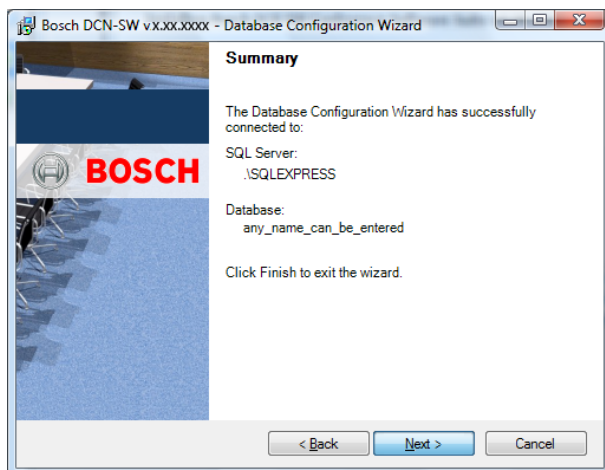 Bosch DCN-SW vx.xx.xxxx - Database Configuration Wizard
Summary
The Database Configuration Wizard has successfully
connected to:
SQL Server:
.\SQLEXPRESS
BOSCH
Database:
any_name_can_be_entered
Click Finish to exit the wizard.
< Back
Next >
Cancel